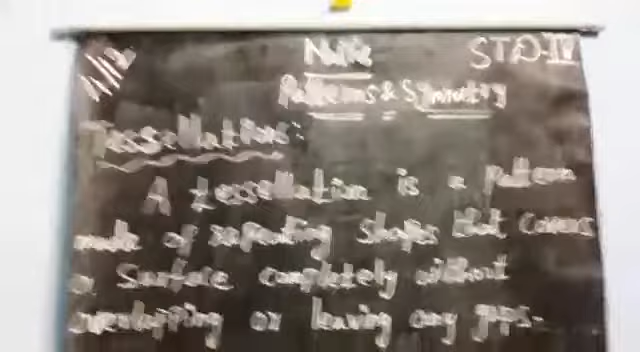 STD-IV
Patterns & Symmetry
Tessellations:
A tessellation is a pattern
made of repeating shapes that covers
a surface completely without
overlapping or leaving any gaps.